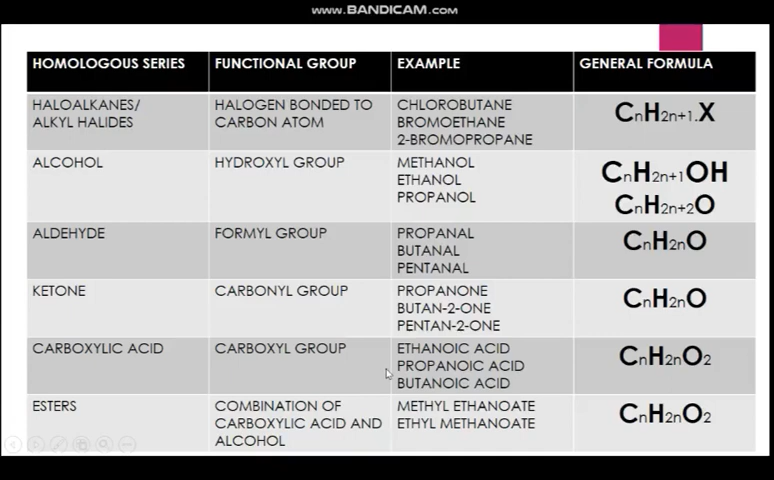 www.BANDICAM.com
HOMOLOGOUS SERIES
FUNCTIONAL GROUP
EXAMPLE
GENERAL FORMULA
HALOALKANES/
ALKYL HALIDES
HALOGEN BONDED TO
CARBON ATOM
CHLOROBUTANE
BROMOETHANE
2-BROMOPROPANE
CnH2n+1.X
ALCOHOL
HYDROXYL GROUP
METHANOL
ETHANOL
PROPANOL
CnH2n+1OH
CnH2n+2O
ALDEHYDE
FORMYL GROUP
PROPANAL
BUTANAL
PENTANAL
CnH2nO
KETONE
CARBONYL GROUP
PROPANONE
BUTAN-2-ONE
PENTAN-2-ONE
CnH2nO
CARBOXYLIC ACID
CARBOXYL GROUP
ETHANOIC ACID
PROPANOIC ACID
BUTANOIC ACID
CnH2nO2
ESTERS
COMBINATION OF
CARBOXYLIC ACID AND
ALCOHOL
METHYL ETHANOATE
ETHYL METHANOATE
CnH2nO2